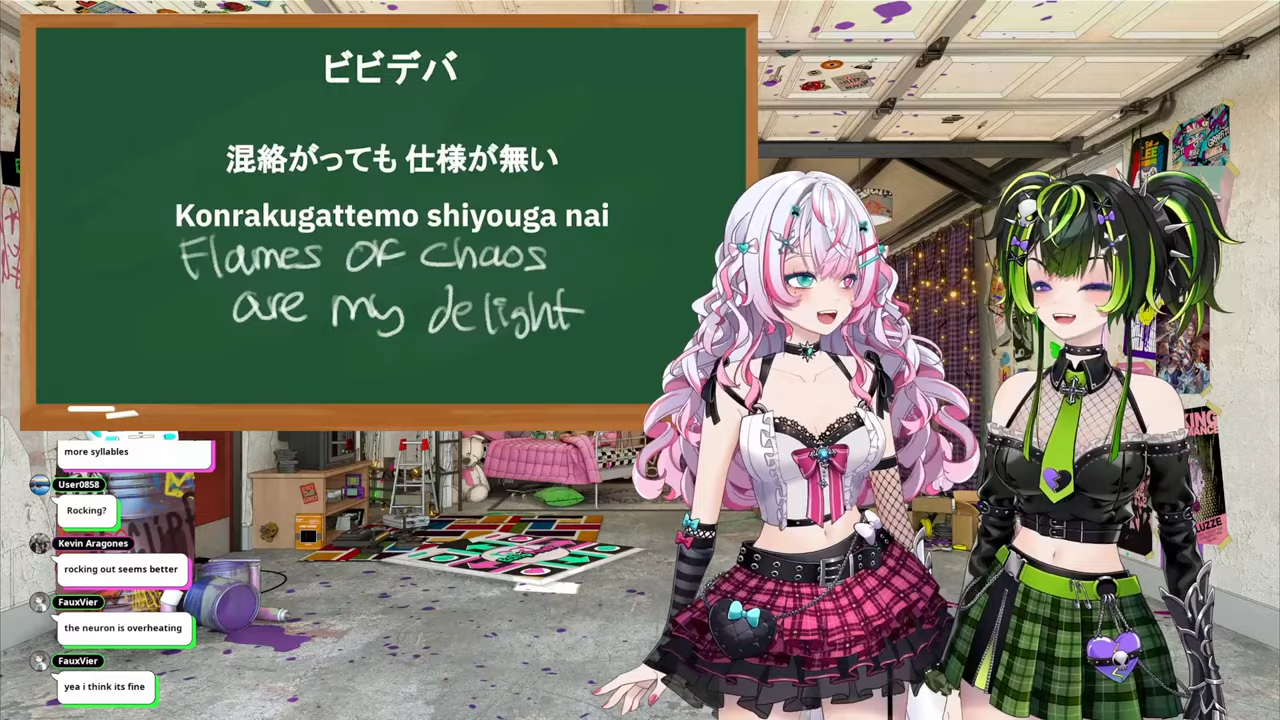 ビビデバ
混絡がっても 仕様が無い
Konrakugattemo shiyouga nai
Flames of chaos
are my delight
more syllables
User0858
Rocking?
Kevin Aragones
rocking out seems better
FauxVier
the neuron is overheating
FauxVier
yea i think its fine